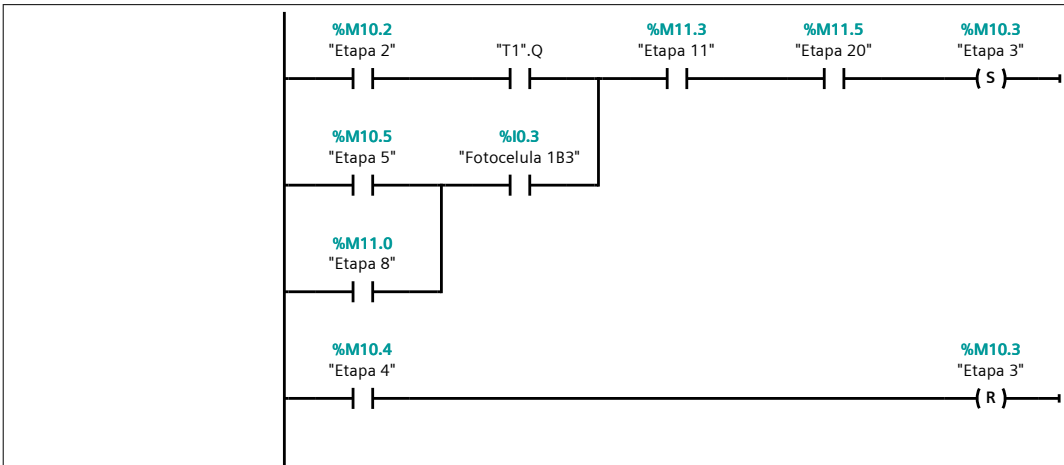 %M10.2
"Etapa 2"
"T1".Q
%M11.3
"Etapa 11"
%M11.5
"Etapa 20"
%M10.3
"Etapa 3"
S
%M10.5
"Etapa 5"
%I0.3
"Fotocelula 1B3"
%M11.0
"Etapa 8"
%M10.4
"Etapa 4"
%M10.3
"Etapa 3"
R